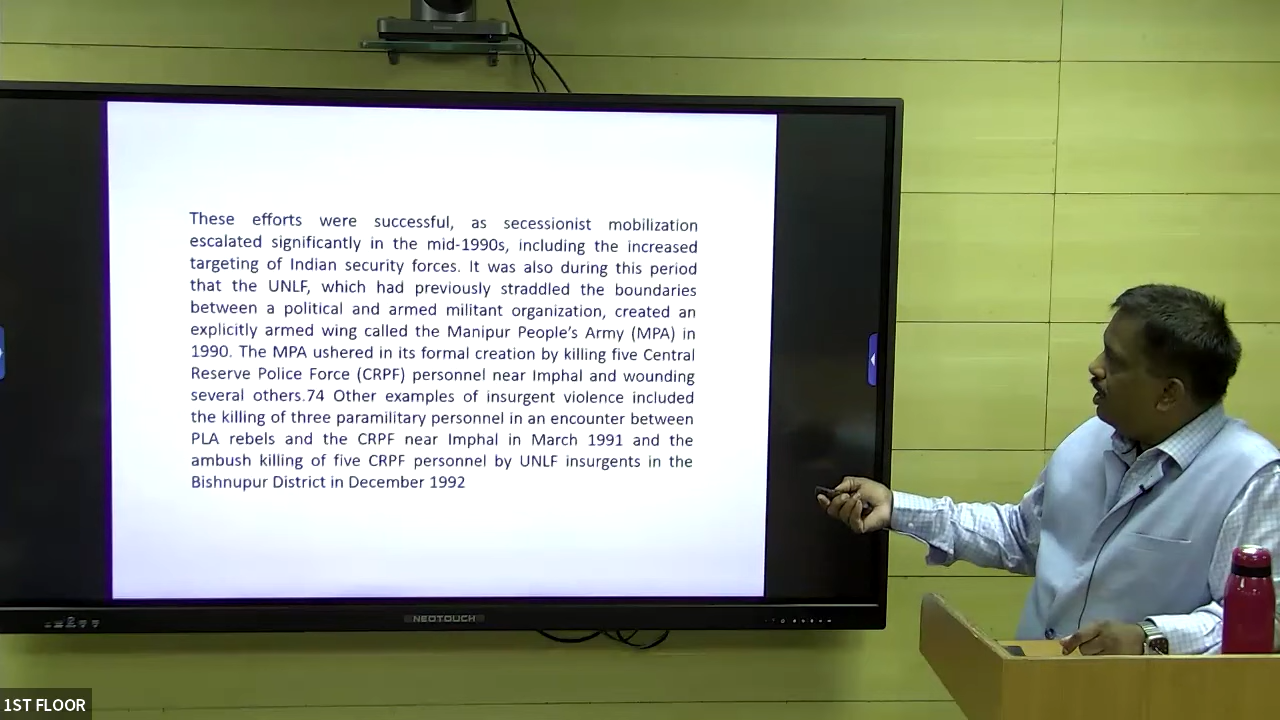 These efforts were successful, as secessionist mobilization
escalated significantly in the mid-1990s, including the increased
targeting of Indian security forces. It was also during this period
that the UNLF, which had previously straddled the boundaries
between a political and armed militant organization, created an
explicitly armed wing called the Manipur People's Army (MPA) in
1990. The MPA ushered in its formal creation by killing five Central
Reserve Police Force (CRPF) personnel near Imphal and wounding
several others.74 Other examples of insurgent violence included
the killing of three paramilitary personnel in an encounter between
PLA rebels and the CRPF near Imphal in March 1991 and the
ambush killing of five CRPF personnel by UNLF insurgents in the
Bishnupur District in December 1992
NEOTOUCH
1ST FLOOR